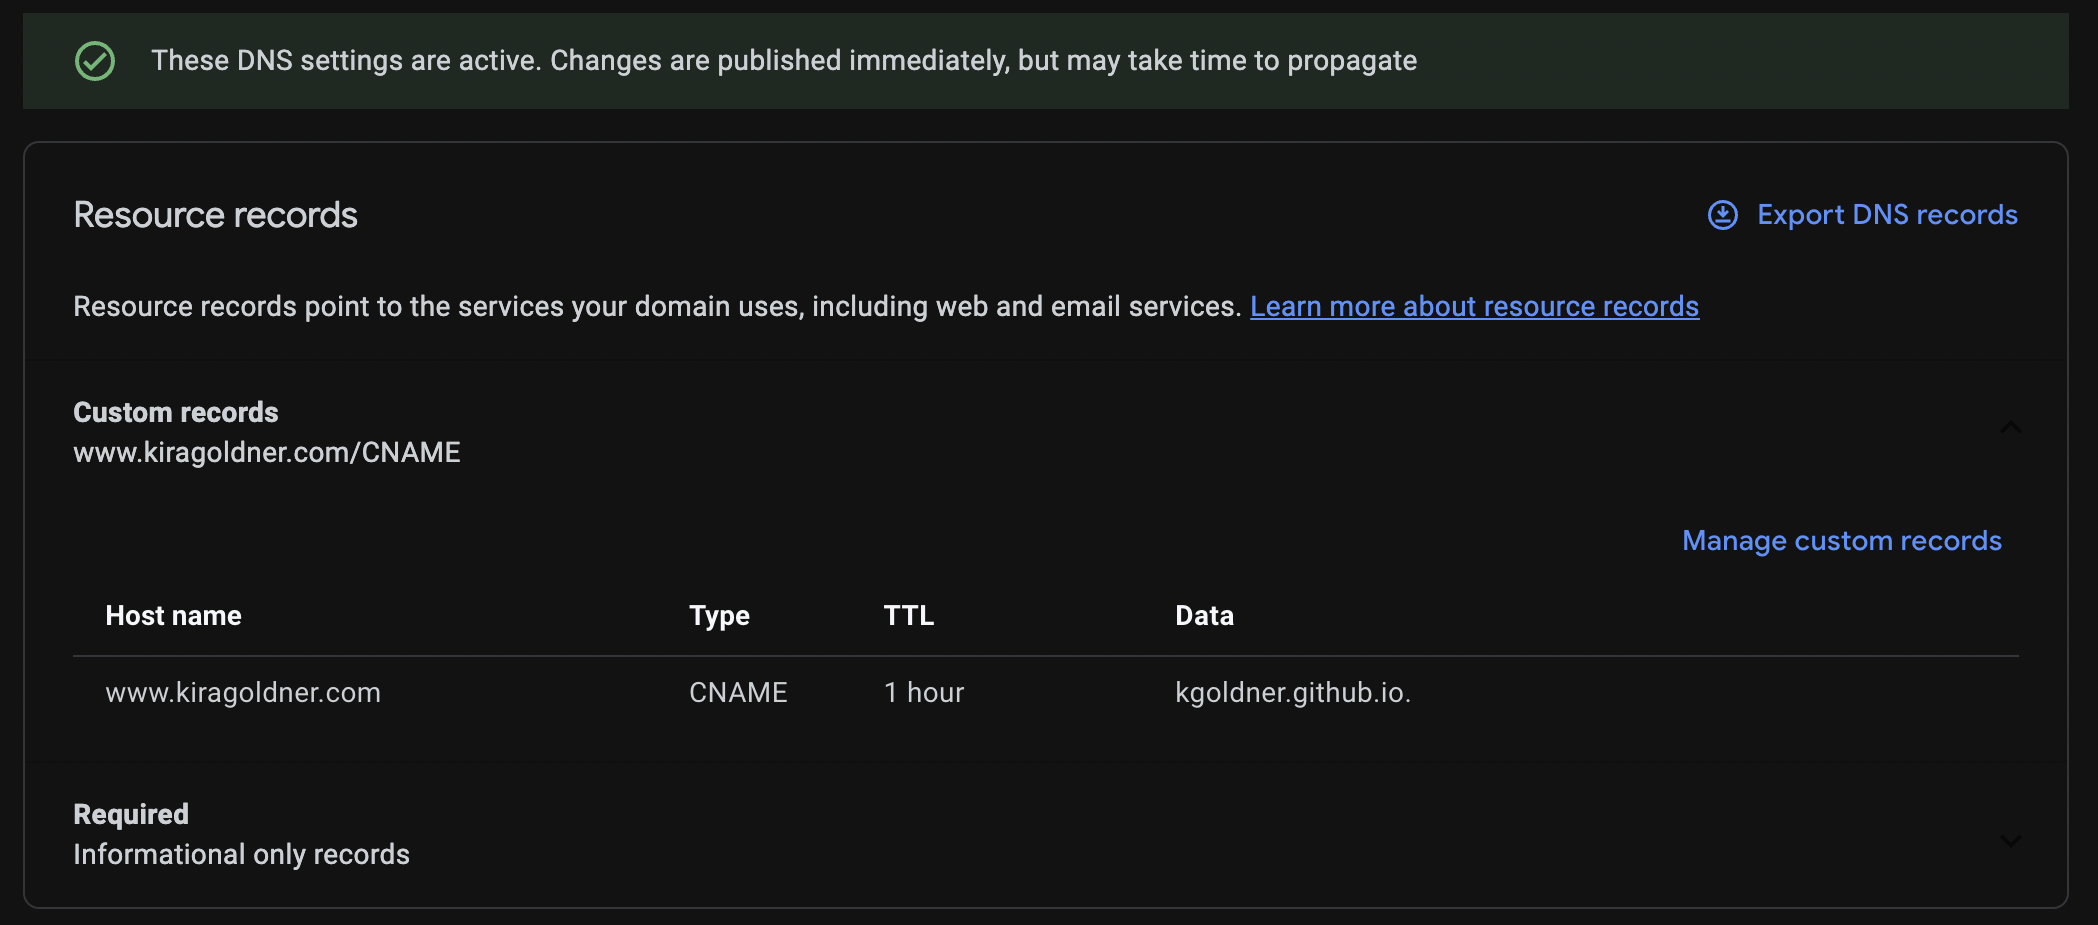 These DNS settings are active. Changes are published immediately, but may take time to propagate
Resource records
Export DNS records
Resource records point to the services your domain uses, including web and email services. Learn more about resource records
Custom records
www.kiragoldner.com/CNAME
Manage custom records
Host name Type TTL Data
www.kiragoldner.com CNAME 1 hour kgoldner.github.io.
Required
Informational only records